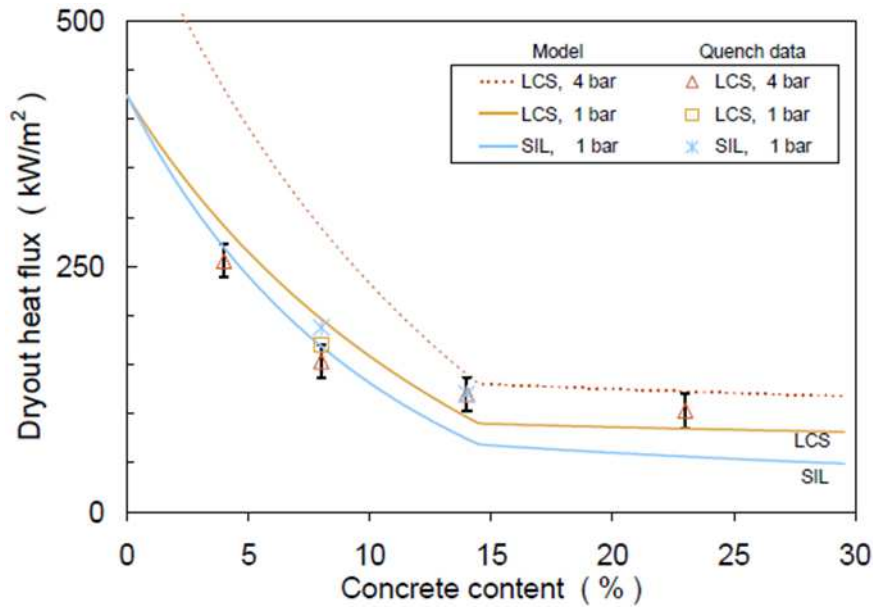 500
250
0
Dryout heat flux ( kW/m²)
Model Quench data
LCS, 4 bar LCS, 4 bar
LCS, 1 bar LCS, 1 bar
SIL, 1 bar SIL, 1 bar
LCS
SIL
0 5 10 15 20 25 30
Concrete content ( % )